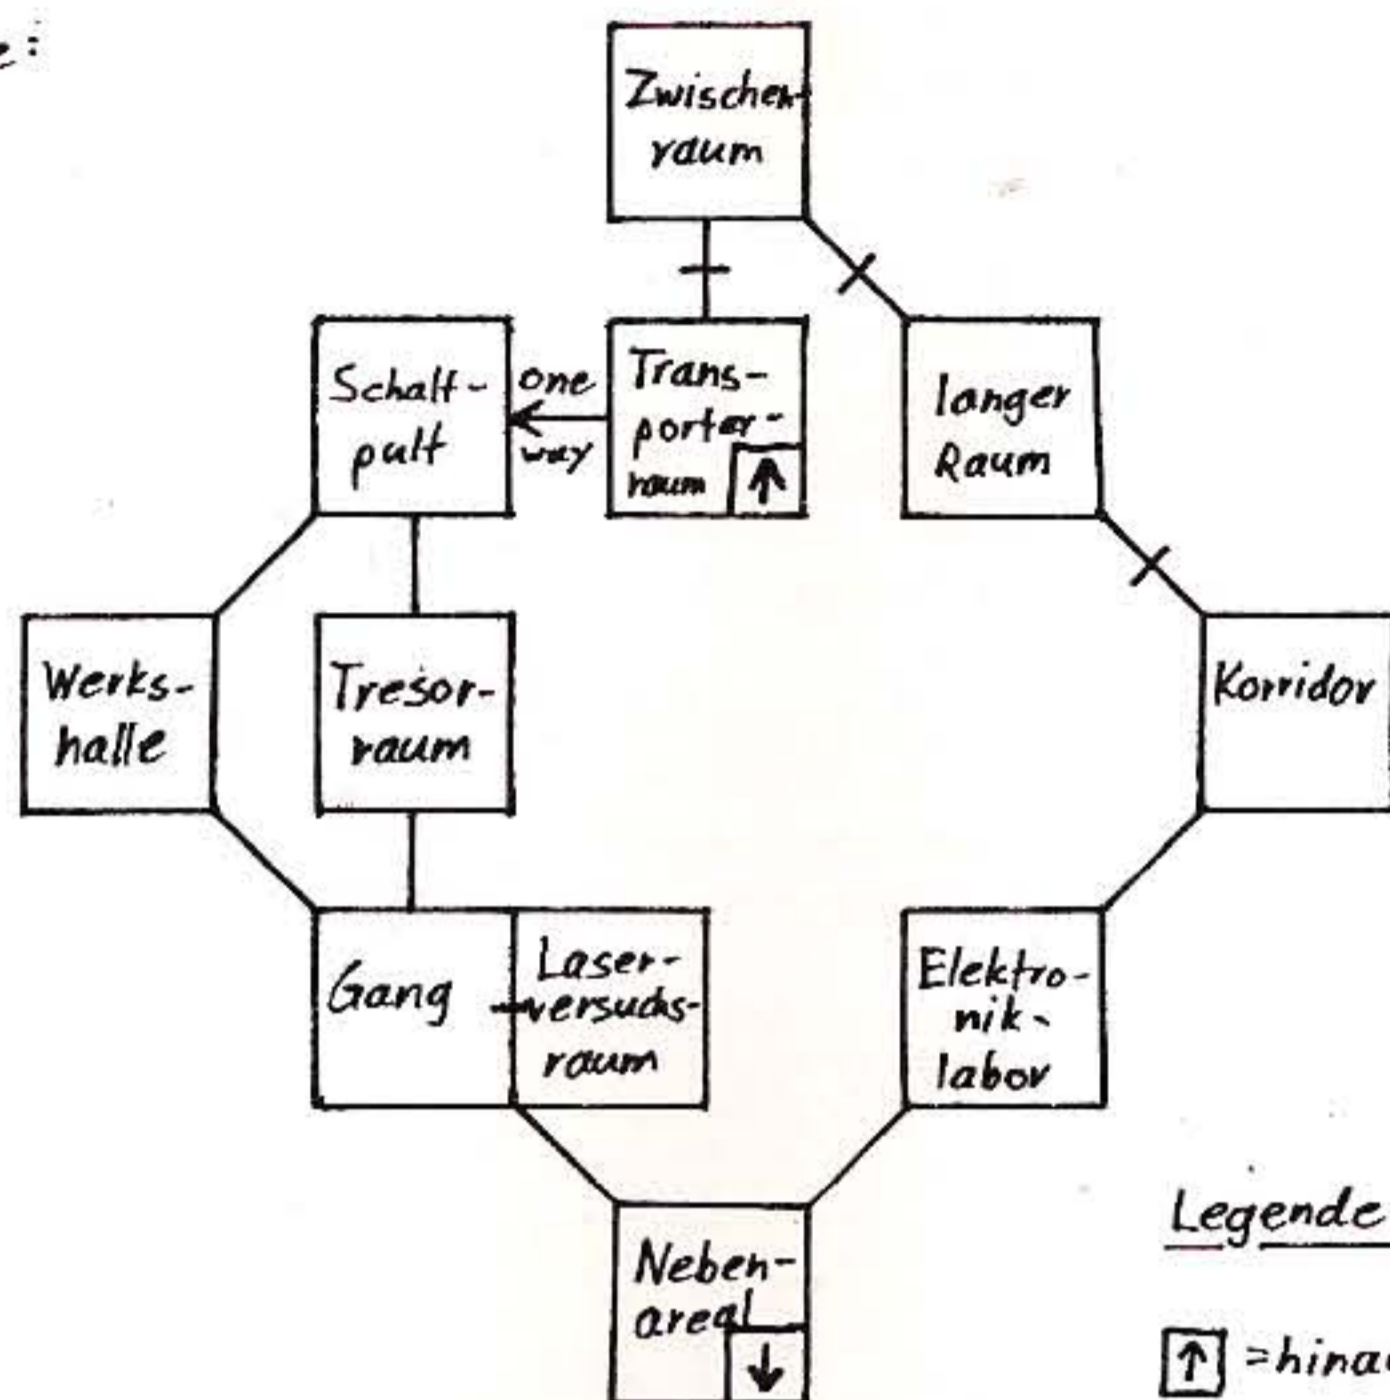 e:
Zwischen-
raum
Schalt-
pult
one
way
Trans-
porter-
raum ↑
langer
Raum
Werks-
halle
Tresor-
raum
Korridor
Gang
Laser-
versuchs-
raum
Elektro-
nik-
labor
Neben-
areal
↓
Legende
↑ =hinau